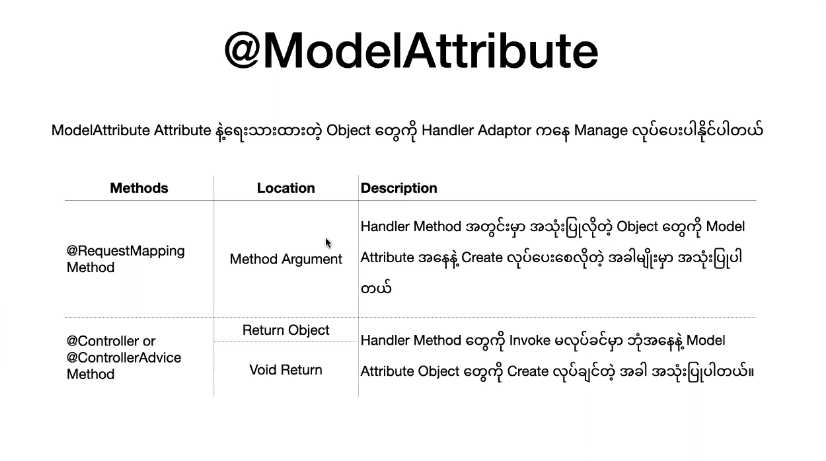 @ModelAttribute
ModelAttribute Attribute နဲ့ရေးသားထားတဲ့ Object တွေကို Handler Adaptor ကနေ Manage လုပ်ပေးပါနိုင်ပါတယ်
Methods Location Description
@RequestMapping
Method
Method Argument
Handler Method အတွင်းမှာ အသုံးပြုလိုတဲ့ Object တွေကို Model
Attribute အနေနဲ့ Create လုပ်ပေးစေလိုတဲ့ အခါမျိုးမှာ အသုံးပြုပါ
တယ်
@Controller or
@ControllerAdvice
Method
Return Object
Void Return
Handler Method တွေကို Invoke မလုပ်ခင်မှာ ဘုံအနေနဲ့ Model
Attribute Object တွေကို Create လုပ်ချင်တဲ့ အခါ အသုံးပြုပါတယ်။